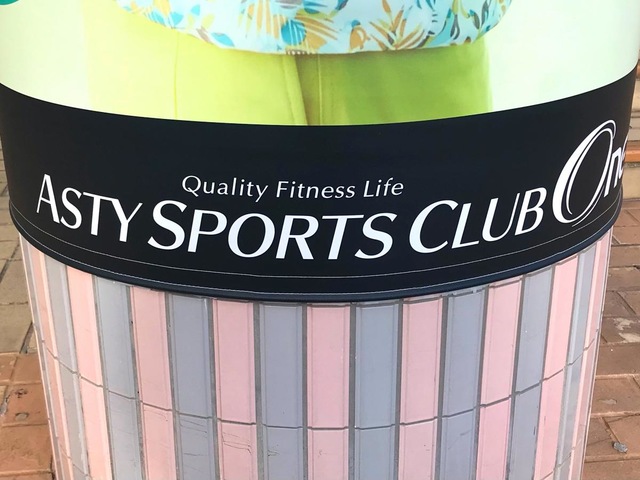 Quality Fitness Life
ASTY SPORTS CLUB